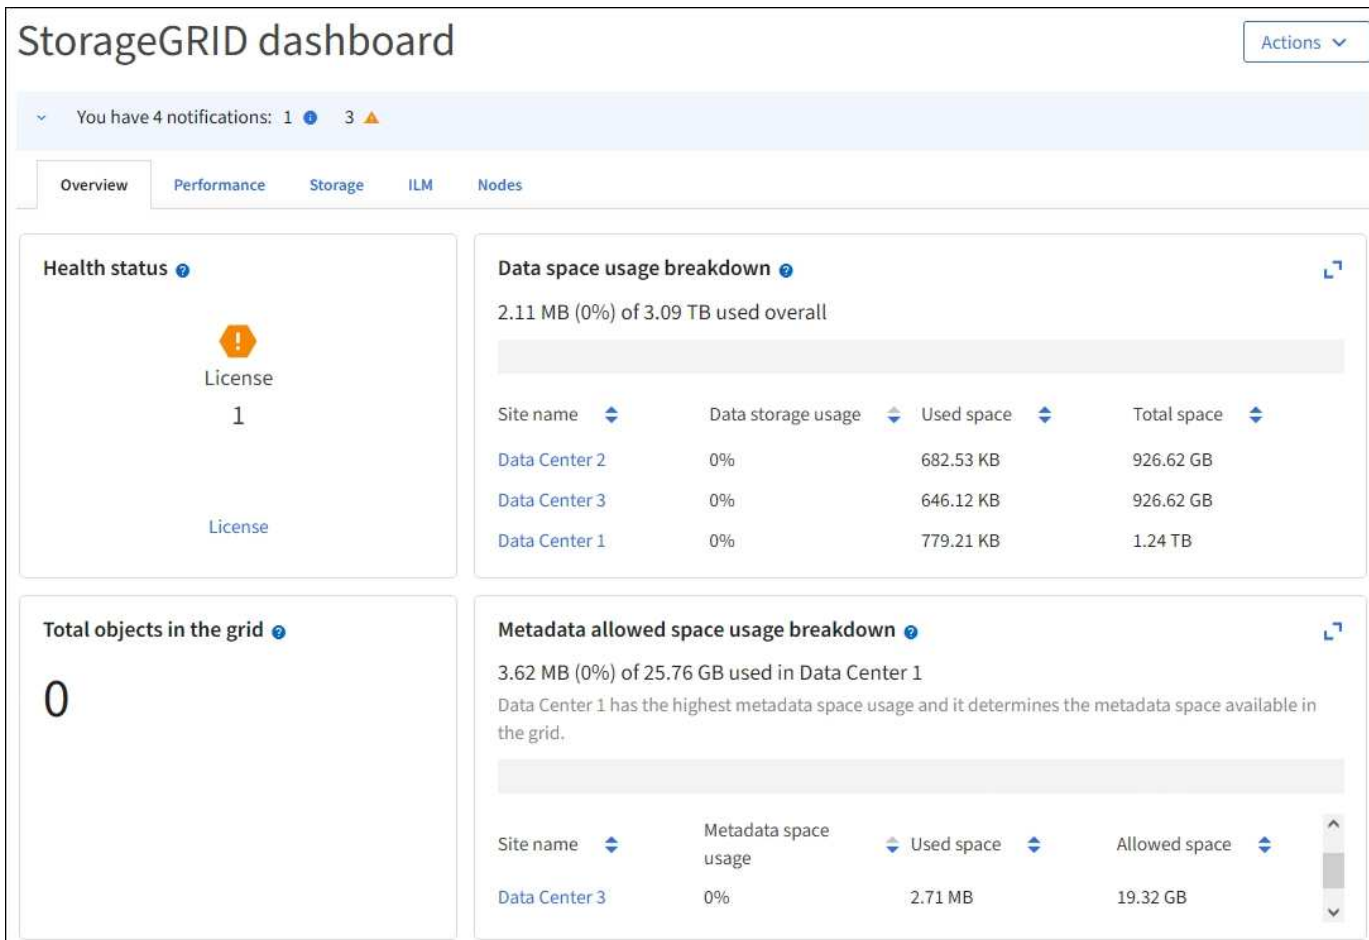 StorageGRID dashboard
Actions
You have 4 notifications: 1 3
Overview Performance Storage ILM Nodes
Health status
License
1
License
Data space usage breakdown
2.11 MB (0%) of 3.09 TB used overall
Site name Data storage usage Used space Total space
Data Center 2 0% 682.53 KB 926.62 GB
Data Center 3 0% 646.12 KB 926.62 GB
Data Center 1 0% 779.21 KB 1.24 TB
Total objects in the grid
0
Metadata allowed space usage breakdown
3.62 MB (0%) of 25.76 GB used in Data Center 1
Data Center 1 has the highest metadata space usage and it determines the metadata space available in
the grid.
Site name Metadata space usage Used space Allowed space
Data Center 3 0% 2.71 MB 19.32 GB